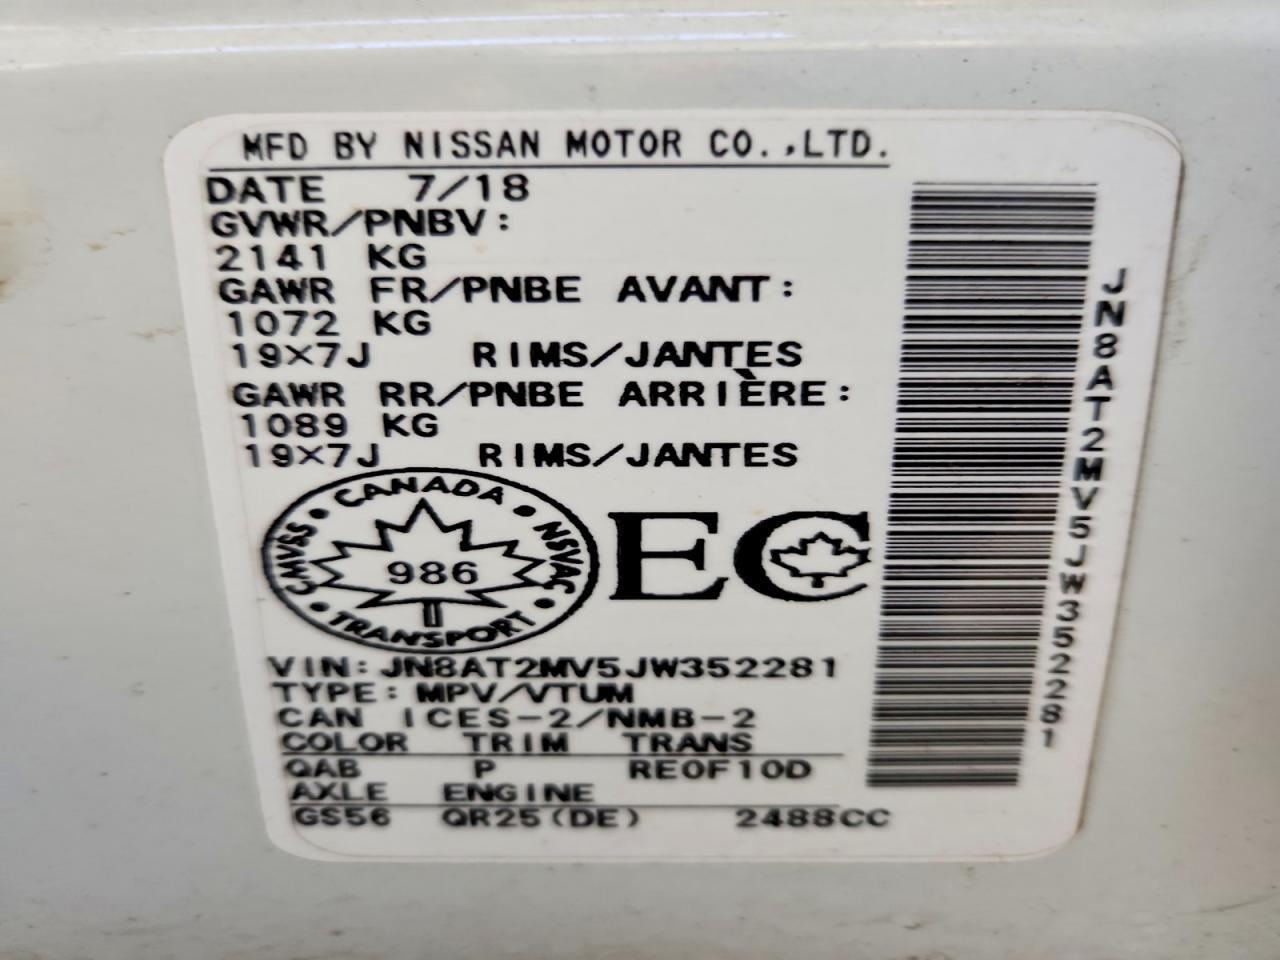 MFD BY NISSAN MOTOR CO.,LTD.
DATE 7/18
GVWR/PNBV:
2141 KG
GAWR FR/PNBE AVANT:
1072 KG
19×7J RIMS/JANTES
GAWR RR/PNBE ARRIÈRE:
1089 KG
19×7J RIMS/JANTES
CANADA
CMVSS • NSVAC
986
TRANSPORT
EC
VIN: JN8AT2MV5JW352281
TYPE: MPV/VTUM
CAN ICES-2/NMB-2
COLOR TRIM TRANS
QAB P RE0F10D
AXLE ENGINE
GS56 QR25(DE) 2488CC
JN8AT2MV5JW352281